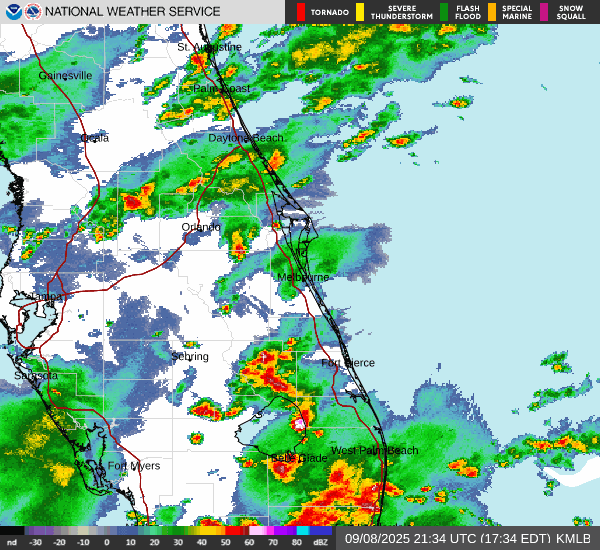 NATIONAL WEATHER SERVICE
TORNADO
SEVERE THUNDERSTORM
FLASH FLOOD
SPECIAL MARINE
SNOW SQUALL
St. Augustine
Gainesville
Palm Coast
Ocala
Daytona Beach
Orlando
Melbourne
Tampa
Sebring
Fort Pierce
Sarasota
West Palm Beach
Belle Glade
Fort Myers
nd -30 -20 -10 0 10 20 30 40 50 60 70 80 dBZ
09/08/2025 21:34 UTC (17:34 EDT) KMLB